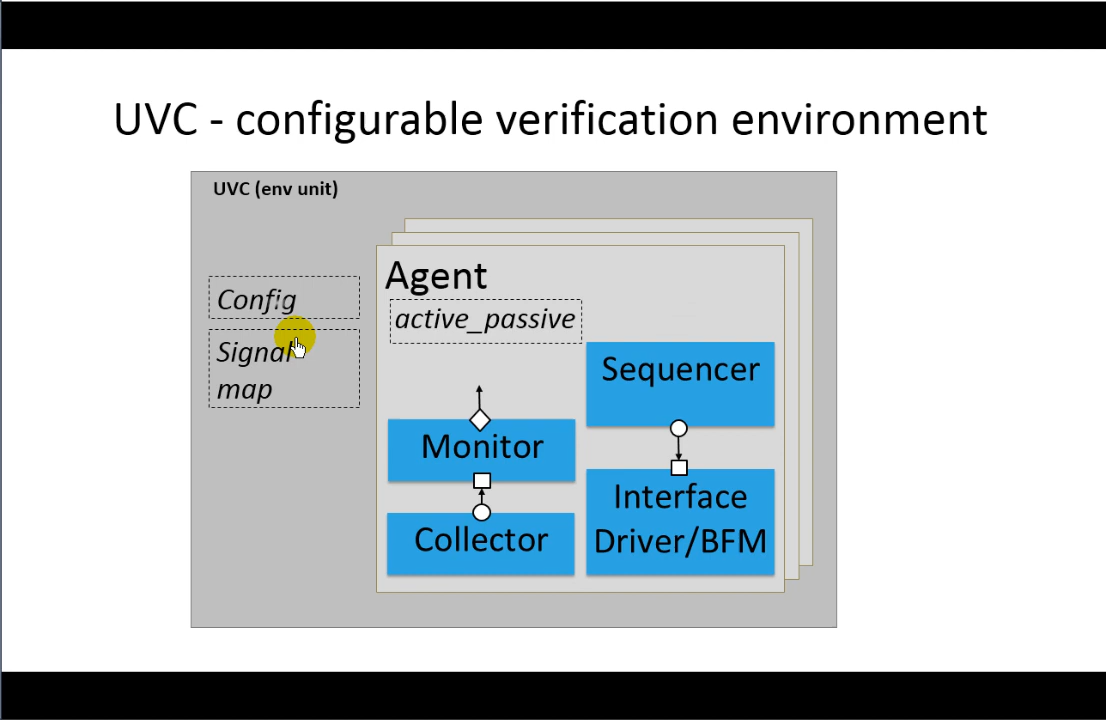 UVC - configurable verification environment
UVC (env unit)
Config
Signal
map
Agent
active_passive
Sequencer
Monitor
Interface
Driver/BFM
Collector